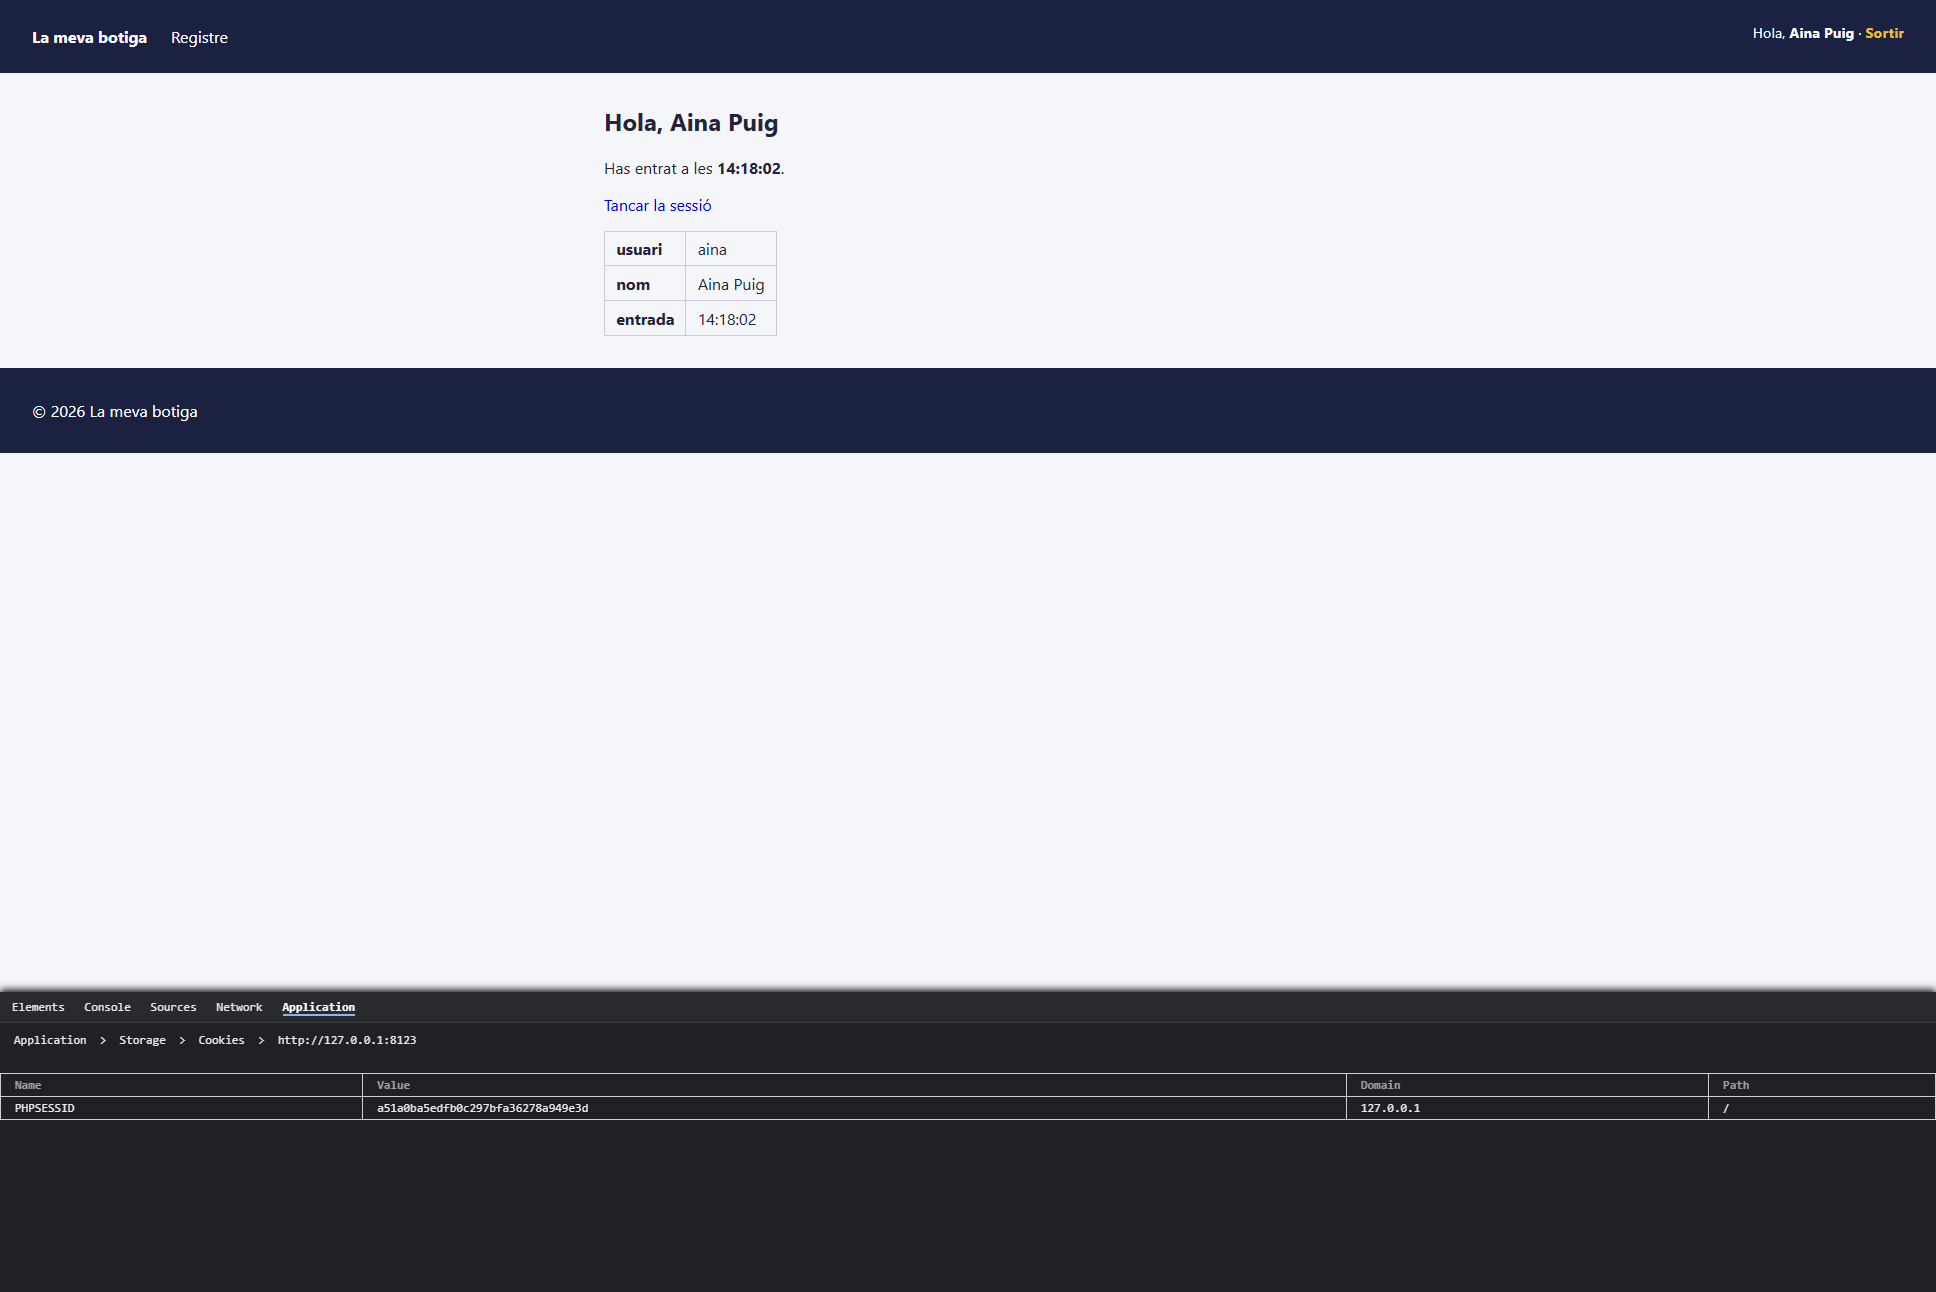 La meva botiga Registre Hola, Aina Puig · Sortir
Hola, Aina Puig
Has entrat a les 14:18:02.
Tancar la sessió
usuari aina
nom Aina Puig
entrada 14:18:02
© 2026 La meva botiga
Elements Console Sources Network Application
Application > Storage > Cookies > http://127.0.0.1:8123
Name Value Domain Path
PHPSESSID a51a0ba5edfb0c297bfa36278a949e3d 127.0.0.1 /